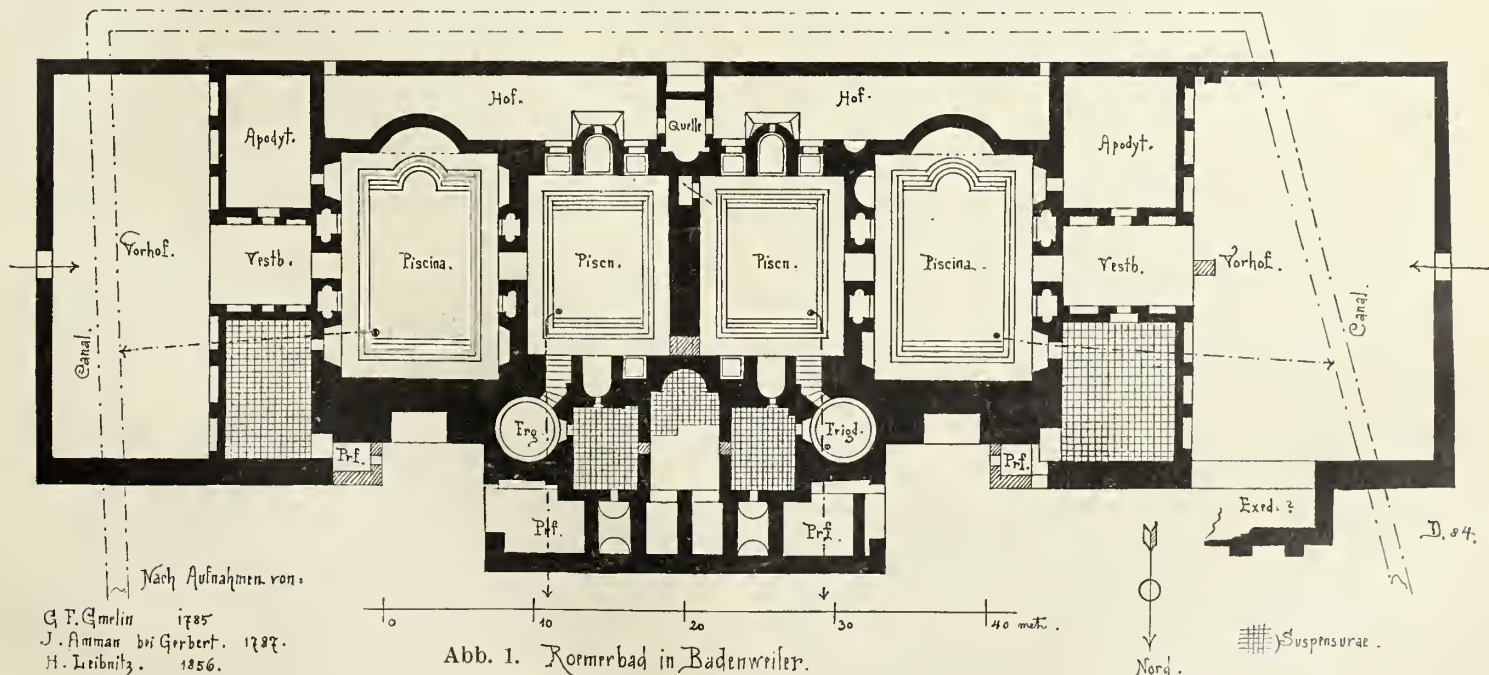 Hof.
Hof.
Quelle
Apodyt.
Apodyt.
Vorhof.
Vestb.
Piscina.
Piscn.
Piscn.
Piscina.
Vestb.
Vorhof.
Canal.
Canal.
Frg.
Frigd.
Prf.
Prf.
Prf.
Prf.
Exed. ?
D. 84.
Nach Aufnahmen von:
G F. Gmelin 1785
J. Amman bei Gerbert. 1787.
H. Leibnitz. 1856.
0 10 20 30 40 met.
Abb. 1. Roemerbad in Badenweiler.
Nord.
Suspensurae.